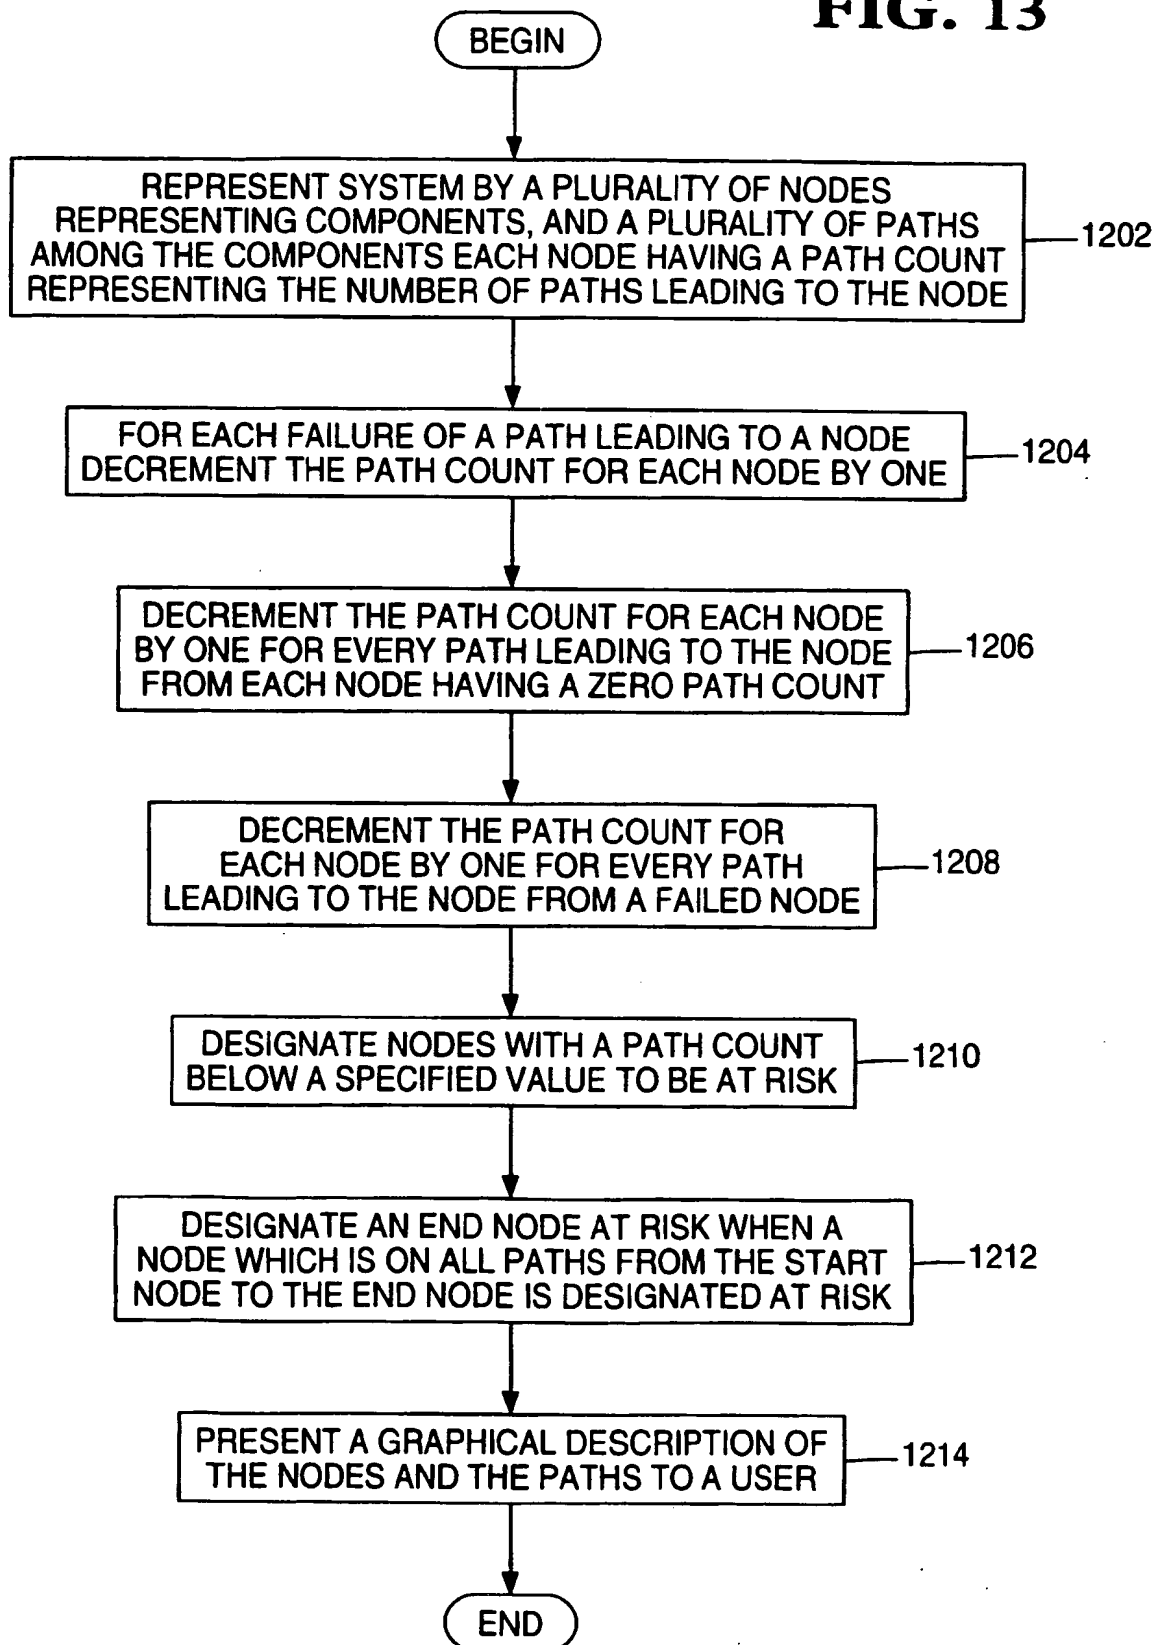 FIG. 13
BEGIN
REPRESENT SYSTEM BY A PLURALITY OF NODES
REPRESENTING COMPONENTS, AND A PLURALITY OF PATHS
AMONG THE COMPONENTS EACH NODE HAVING A PATH COUNT
REPRESENTING THE NUMBER OF PATHS LEADING TO THE NODE
1202
FOR EACH FAILURE OF A PATH LEADING TO A NODE
DECREMENT THE PATH COUNT FOR EACH NODE BY ONE
1204
DECREMENT THE PATH COUNT FOR EACH NODE
BY ONE FOR EVERY PATH LEADING TO THE NODE
FROM EACH NODE HAVING A ZERO PATH COUNT
1206
DECREMENT THE PATH COUNT FOR
EACH NODE BY ONE FOR EVERY PATH
LEADING TO THE NODE FROM A FAILED NODE
1208
DESIGNATE NODES WITH A PATH COUNT
BELOW A SPECIFIED VALUE TO BE AT RISK
1210
DESIGNATE AN END NODE AT RISK WHEN A
NODE WHICH IS ON ALL PATHS FROM THE START
NODE TO THE END NODE IS DESIGNATED AT RISK
1212
PRESENT A GRAPHICAL DESCRIPTION OF
THE NODES AND THE PATHS TO A USER
1214
END